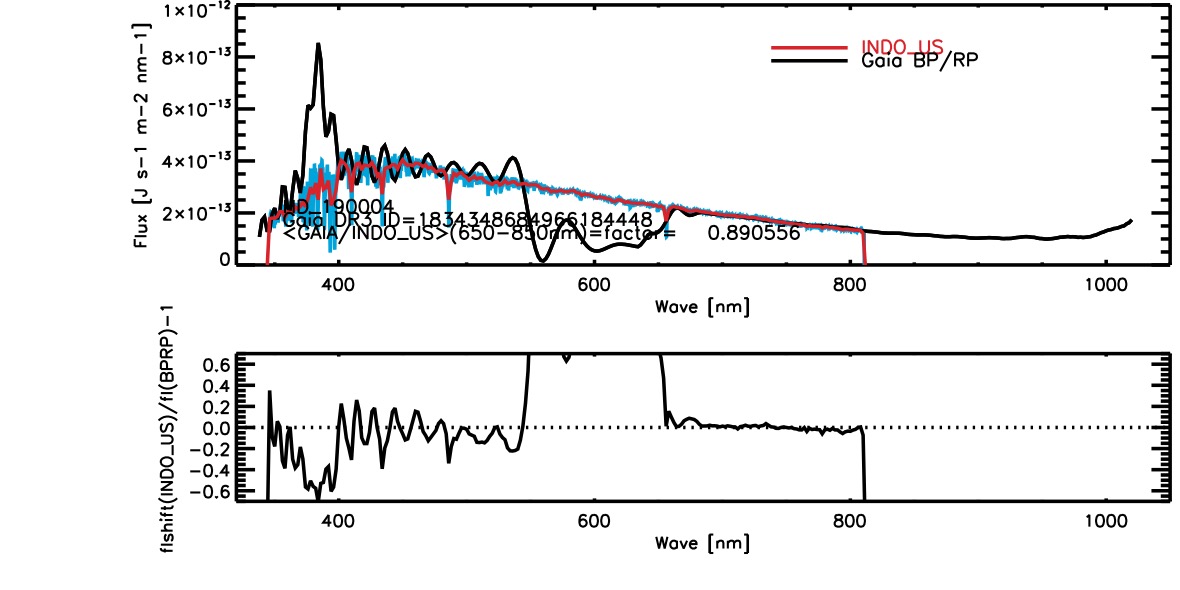 1×10−12
8×10−13
6×10−13
4×10−13
2×10−13
0
Flux [J s−1 m−2 nm−1]
INDO_US
Gaia BP/RP
HD_190004
Gaia DR3 ID=1834348684966184448
<GAIA/INDO_US>(650−850nm)=factor= 0.890556
400 600 800 1000
Wave [nm]
flshift(INDO_US)/fl(BPRP)−1
0.6
0.4
0.2
0.0
−0.2
−0.4
−0.6
400 600 800 1000
Wave [nm]